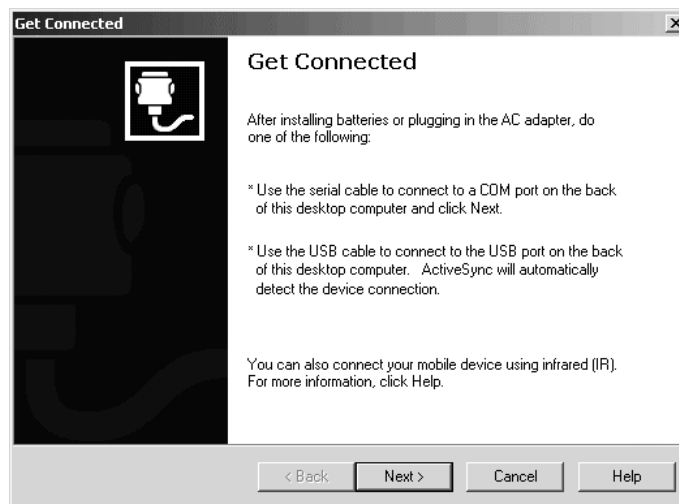 Get Connected
Get Connected
After installing batteries or plugging in the AC adapter, do
one of the following:
* Use the serial cable to connect to a COM port on the back
of this desktop computer and click Next.
* Use the USB cable to connect to the USB port on the back
of this desktop computer. ActiveSync will automatically
detect the device connection.
You can also connect your mobile device using infrared (IR).
For more information, click Help.
< Back Next > Cancel Help